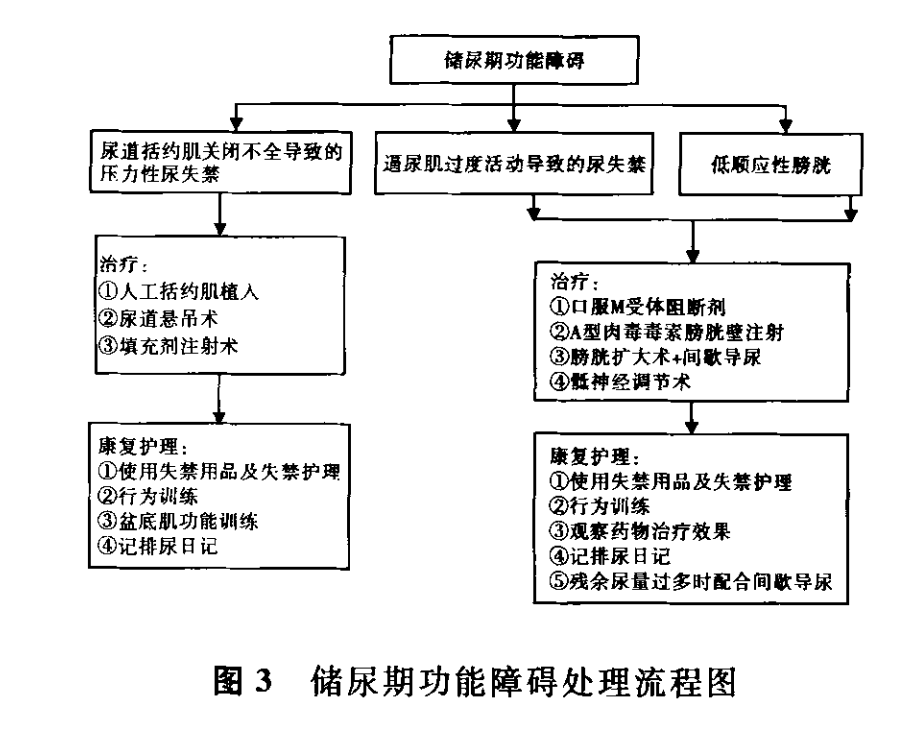 储尿期功能障碍
尿道括约肌关闭不全导致的
压力性尿失禁
逼尿肌过度活动导致的尿失禁
低顺应性膀胱
治疗：
①人工括约肌植入
②尿道悬吊术
③填充剂注射术
治疗：
①口服M受体阻断剂
②A型肉毒毒素膀胱壁注射
③膀胱扩大术+间歇导尿
④骶神经调节术
康复护理：
①使用失禁用品及失禁护理
②行为训练
③盆底肌功能训练
④记排尿日记
康复护理：
①使用失禁用品及失禁护理
②行为训练
③观察药物治疗效果
④记排尿日记
⑤残余尿量过多时配合间歇导尿
图 3 储尿期功能障碍处理流程图